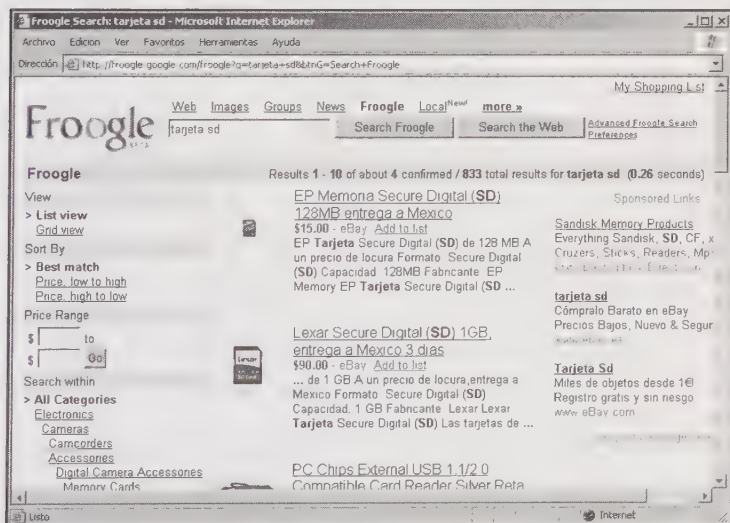 Froogle Search: tarjeta sd - Microsoft Internet Explorer
Archivo Edicion Ver Favoritos Herramientas Ayuda
Dirección http://froogle.google.com/froogle?q=tarjeta+sd&btnG=Search+Froogle
My Shopping List
Froogle BETA
Web Images Groups News Froogle Local New! more »
tarjeta sd Search Froogle Search the Web Advanced Froogle Search
Preferences
Froogle Results 1 - 10 of about 4 confirmed / 833 total results for tarjeta sd (0.26 seconds)
View
> List view
Grid view
Sort By
> Best match
Price, low to high
Price, high to low
Price Range
$ to
$ Go!
Search within
> All Categories
Electronics
Cameras
Camcorders
Accessories
Digital Camera Accessories
Memory Cards
EP Memoria Secure Digital (SD)
128MB entrega a Mexico
$15.00 - eBay Add to list
EP Tarjeta Secure Digital (SD) de 128 MB A
un precio de locura Formato Secure Digital
(SD) Capacidad 128MB Fabricante EP
Memory EP Tarjeta Secure Digital (SD) ...
Lexar Secure Digital (SD) 1GB,
entrega a Mexico 3 dias
$90.00 - eBay Add to list
... de 1 GB A un precio de locura,entrega a
Mexico Formato Secure Digital (SD)
Capacidad. 1 GB Fabricante Lexar Lexar
Tarjeta Secure Digital (SD) Las tarjetas de ...
PC Chips External USB 1.1/2 0
Compatible Card Reader Silver Reta
Sponsored Links
Sandisk Memory Products
Everything Sandisk, SD, CF, x
Cruzers, Sticks, Readers, Mp
tarjeta sd
Cómpralo Barato en eBay
Precios Bajos, Nuevo & Segur
Tarjeta Sd
Miles de objetos desde 1€!
Registro gratis y sin riesgo
www eBay com
Listo Internet